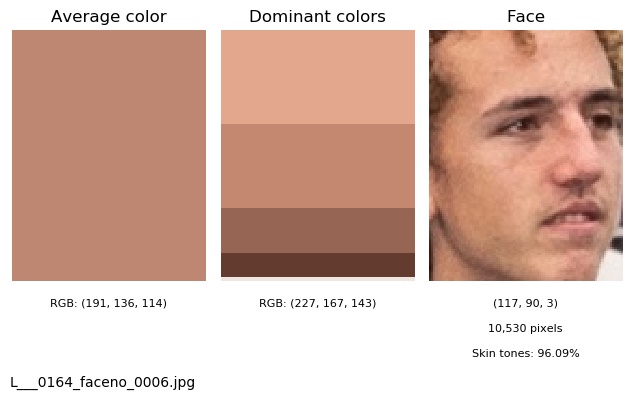 Average color
Dominant colors
Face
RGB: (191, 136, 114)
RGB: (227, 167, 143)
(117, 90, 3)
10,530 pixels
Skin tones: 96.09%
L___0164_faceno_0006.jpg